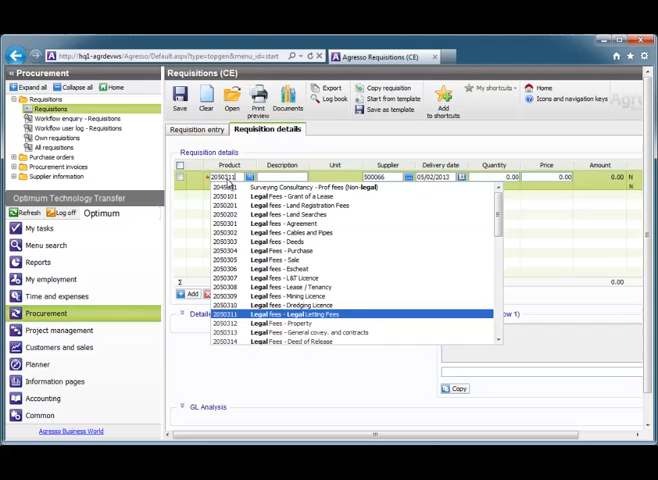 http://hq1-agrdevws/Agresso/Default.aspx?type=topgen&menu_id=start
Agresso Requisitions (CE)
« Procurement
Expand all Collapse all Home
Requisitions
Requisitions
Workflow enquiry - Requisitions
Workflow user log - Requisitions
Own requisitions
All requisitions
Purchase orders
Procurement invoices
Supplier information
Optimum Technology Transfer
Refresh Log off Optimum
My tasks
Menu search
Reports
My employment
Time and expenses
Procurement
Project management
Customers and sales
Planner
Information pages
Accounting
Common
Agresso Business World
Requisitions (CE)
Save Clear Open Print preview Documents
Export
Log book
Copy requisition
Start from template
Save as template
Add to shortcuts
My shortcuts
Home
Icons and navigation keys
Requisition entry Requisition details
Requisition details
Product Description Unit Supplier Delivery date Quantity Price Amount
2050311 500066 05/02/2013 0.00 0.00 0.00 N
N
Surveying Consultancy - Prof fees (Non-legal)
2050101 Legal Fees - Grant of a Lease
2050201 Legal fees - Land Registration Fees
2050202 Legal fees - Land Searches
2050301 Legal fees - Agreement
2050302 Legal fees - Cables and Pipes
2050303 Legal fees - Deeds
2050304 Legal Fees - Purchase
2050305 Legal Fees - Sale
2050306 Legal fees - Escheat
2050307 Legal fees - L&T Licence
2050308 Legal fees - Lease / Tenancy
2050309 Legal fees - Mining Licence
2050310 Legal fees - Dredging Licence
2050311 Legal fees - Legal Letting Fees
2050312 Legal Fees - Property
2050313 Legal Fees - General covey. and contracts
2050314 Legal Fees - Deed of Release
Σ 0.00
Add
Copy
GL Analysis